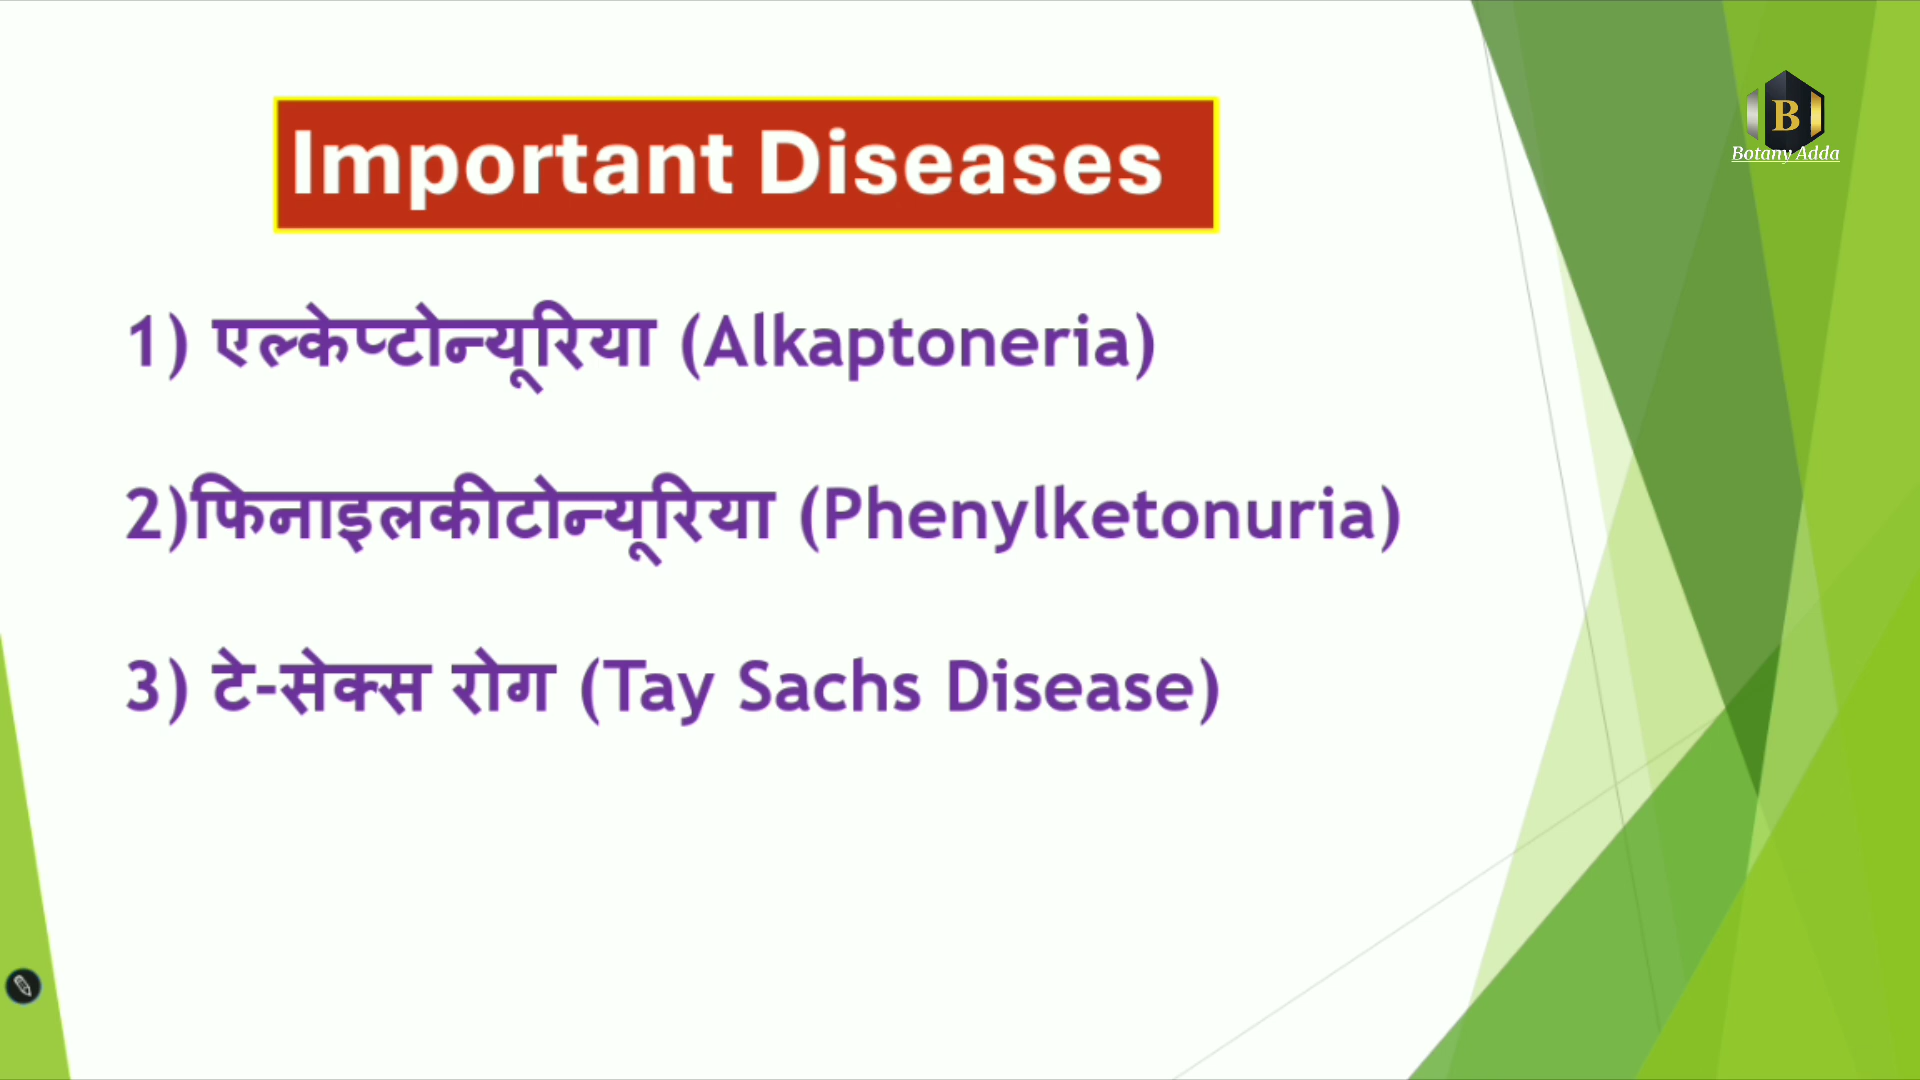 Important Diseases
B
Botany Adda
1) एल्केप्टोन्यूरिया (Alkaptoneria)
2)फिनाइलकीटोन्यूरिया (Phenylketonuria)
3) टे-सेक्स रोग (Tay Sachs Disease)